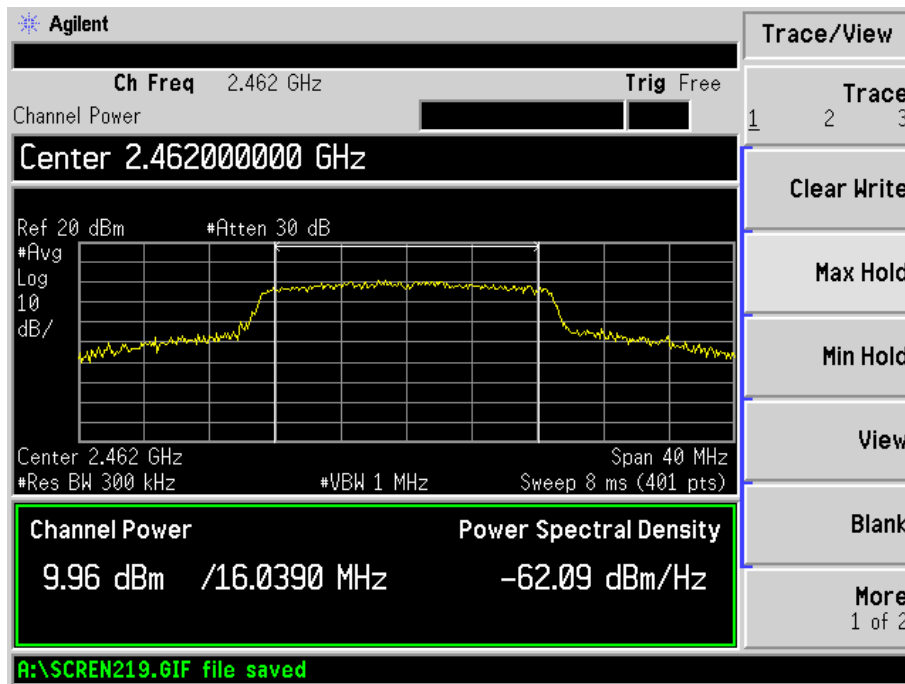 Agilent
Trace/View
Ch Freq 2.462 GHz Trig Free
Channel Power
Trace
1 2 3
Center 2.462000000 GHz
Clear Write
Ref 20 dBm #Atten 30 dB
#Avg
Log
10
dB/
Max Hold
Min Hold
View
Center 2.462 GHz Span 40 MHz
#Res BW 300 kHz #VBW 1 MHz Sweep 8 ms (401 pts)
Channel Power Power Spectral Density
Blank
9.96 dBm /16.0390 MHz -62.09 dBm/Hz
More
1 of 2
A:\SCREN219.GIF file saved